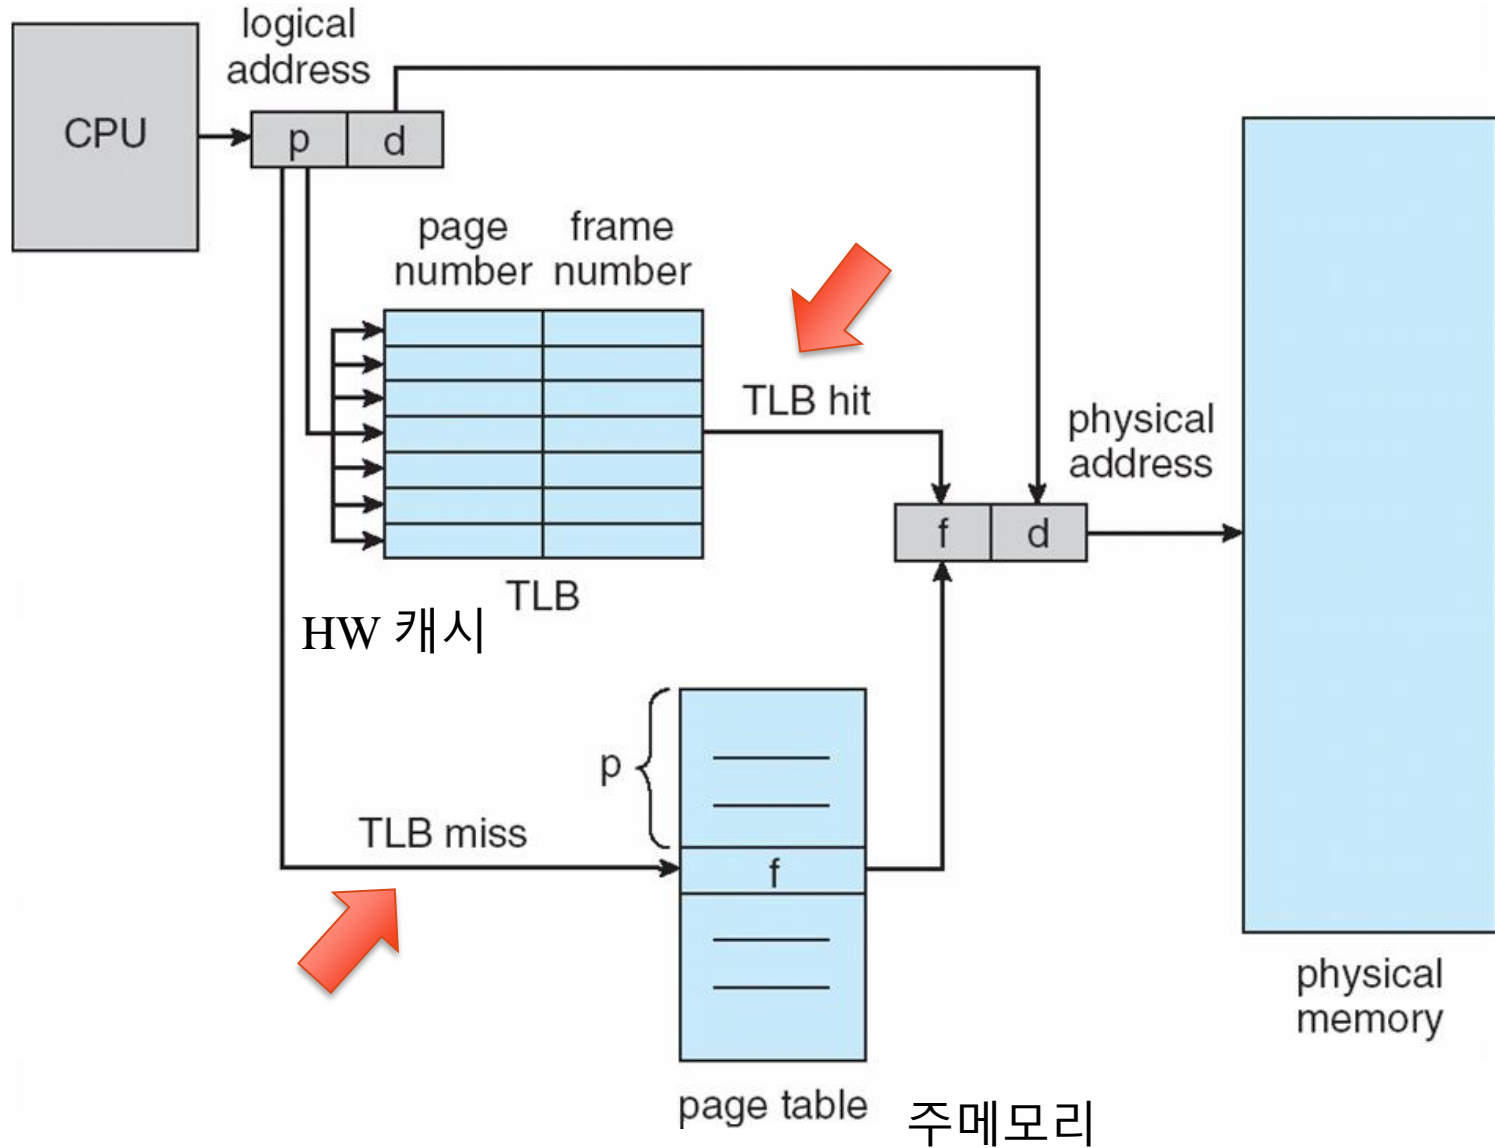 logical
address
CPU
p
d
page
number
frame
number
TLB hit
physical
address
f
d
TLB
HW 캐시
p
TLB miss
f
physical
memory
page table
주메모리